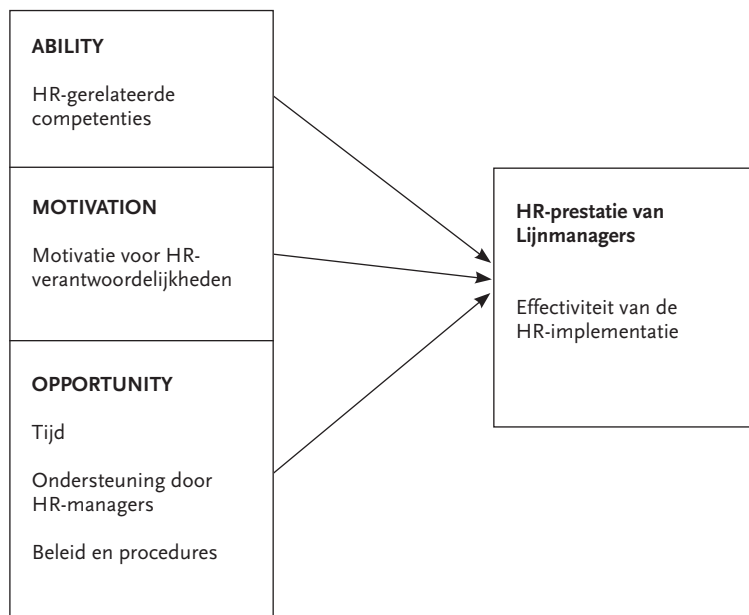 ABILITY
HR-gerelateerde
competenties
MOTIVATION
Motivatie voor HR-
verantwoordelijkheden
OPPORTUNITY
Tijd
Ondersteuning door
HR-managers
Beleid en procedures
HR-prestatie van
Lijnmanagers
Effectiviteit van de
HR-implementatie